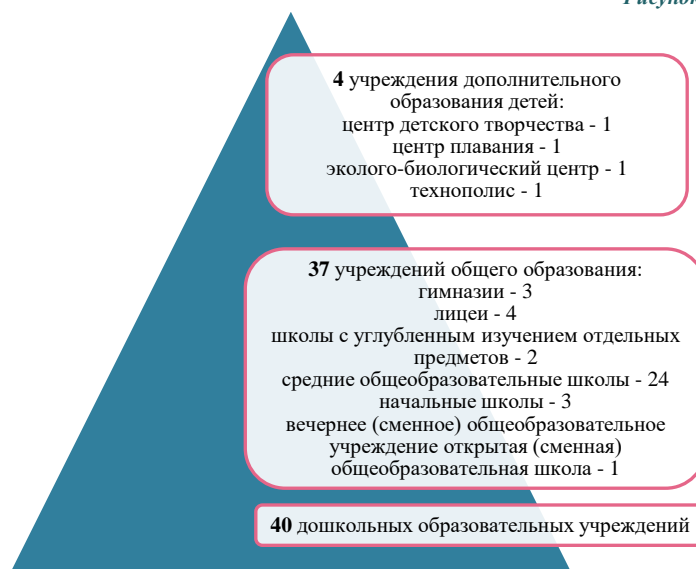 Рисунок
4 учреждения дополнительного
образования детей:
центр детского творчества - 1
центр плавания - 1
эколого-биологический центр - 1
технополис - 1
37 учреждений общего образования:
гимназии - 3
лицеи - 4
школы с углубленным изучением отдельных
предметов - 2
средние общеобразовательные школы - 24
начальные школы - 3
вечернее (сменное) общеобразовательное
учреждение открытая (сменная)
общеобразовательная школа - 1
40 дошкольных образовательных учреждений